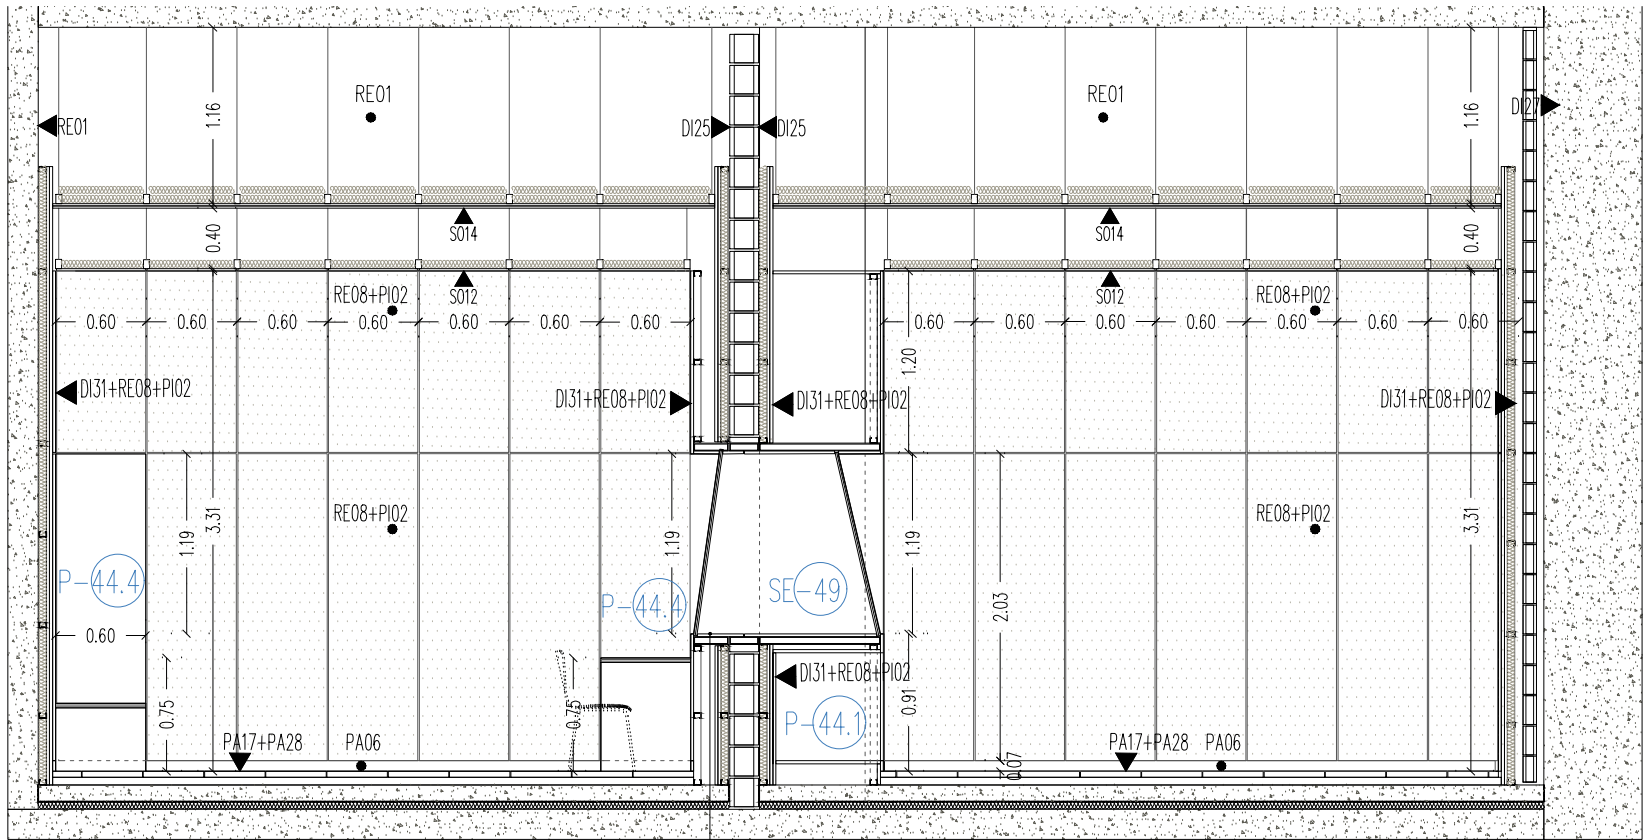 RE01
RE01
1.16
1.16
DI27
RE01
DI25
DI25
0.40
S014
S014
0.40
RE08+PI02
S012
S012
RE08+PI02
0.60
0.60
0.60
0.60
0.60
0.60
0.60
0.60
0.60
0.60
0.60
0.60
0.60
0.60
1.20
DI31+RE08+PI02
DI31+RE08+PI02
DI31+RE08+PI02
DI31+RE08+PI02
RE08+PI02
RE08+PI02
1.19
3.31
1.19
1.19
3.31
P-44.4
P-44.4
SE-49
2.03
0.60
DI31+RE08+PI02
0.75
0.75
0.91
P-44.1
PA17+PA28
PA06
PA17+PA28
PA06
0.07